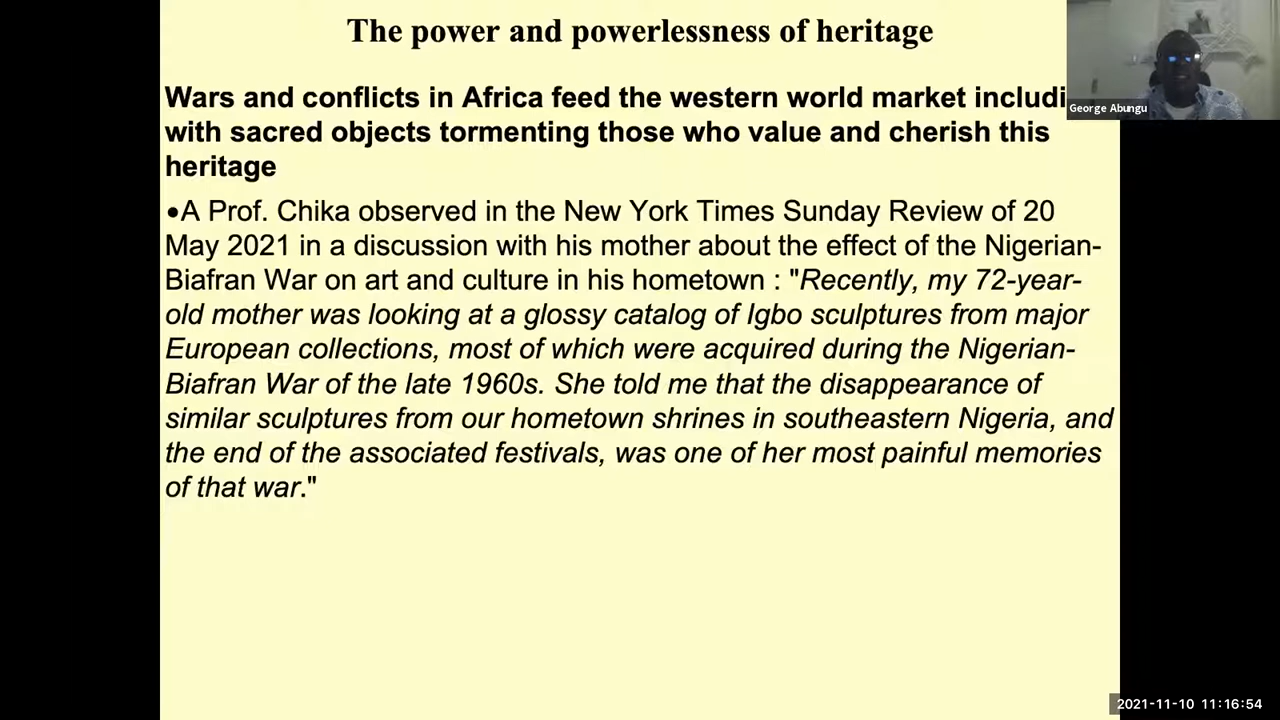 The power and powerlessness of heritage
Wars and conflicts in Africa feed the western world market includi
with sacred objects tormenting those who value and cherish this
heritage
•A Prof. Chika observed in the New York Times Sunday Review of 20
May 2021 in a discussion with his mother about the effect of the Nigerian-
Biafran War on art and culture in his hometown : "Recently, my 72-year-
old mother was looking at a glossy catalog of Igbo sculptures from major
European collections, most of which were acquired during the Nigerian-
Biafran War of the late 1960s. She told me that the disappearance of
similar sculptures from our hometown shrines in southeastern Nigeria, and
the end of the associated festivals, was one of her most painful memories
of that war."
George Abungu
2021-11-10 11:16:54